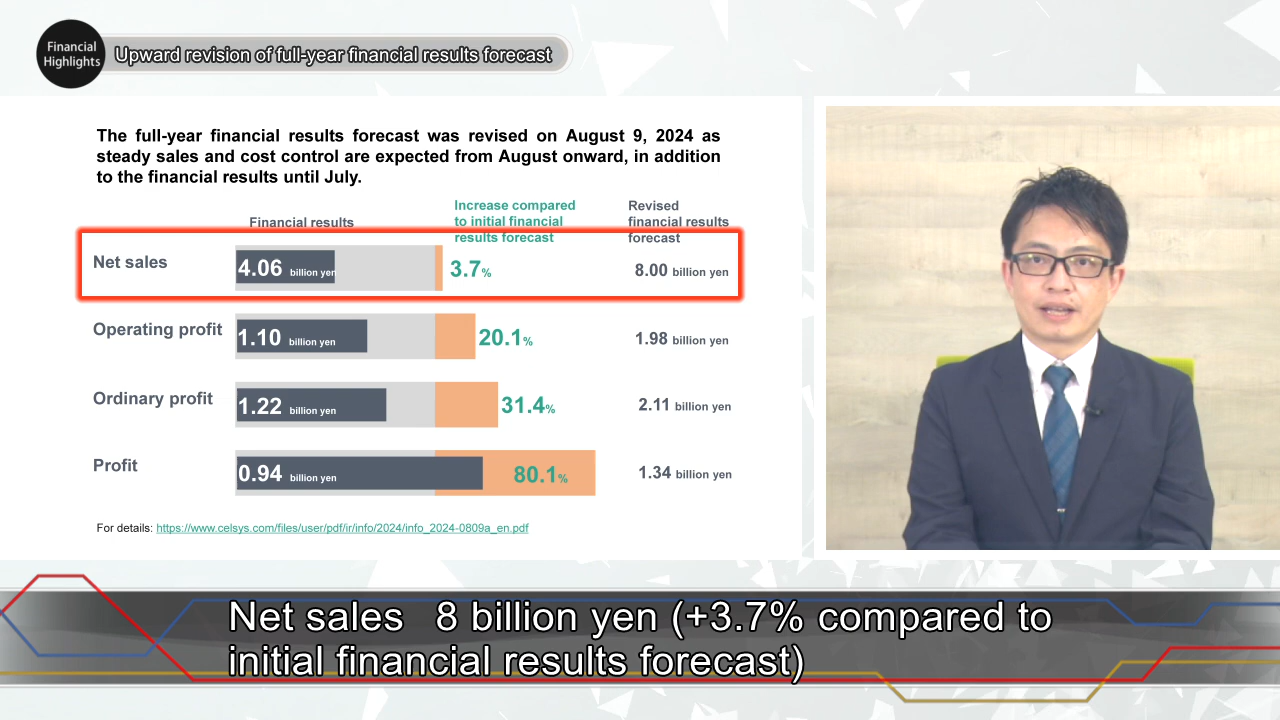 Financial
Highlights
Upward revision of full-year financial results forecast
The full-year financial results forecast was revised on August 9, 2024 as
steady sales and cost control are expected from August onward, in addition
to the financial results until July.
Financial results
Increase compared
to initial financial
results forecast
Revised
financial results
forecast
Net sales
4.06 billion yen
3.7%
8.00 billion yen
Operating profit
1.10 billion yen
20.1%
1.98 billion yen
Ordinary profit
1.22 billion yen
31.4%
2.11 billion yen
Profit
0.94 billion yen
80.1%
1.34 billion yen
For details: https://www.celsys.com/files/user/pdf/ir/info/2024/info_2024-0809a_en.pdf
Net sales 8 billion yen (+3.7% compared to
initial financial results forecast)